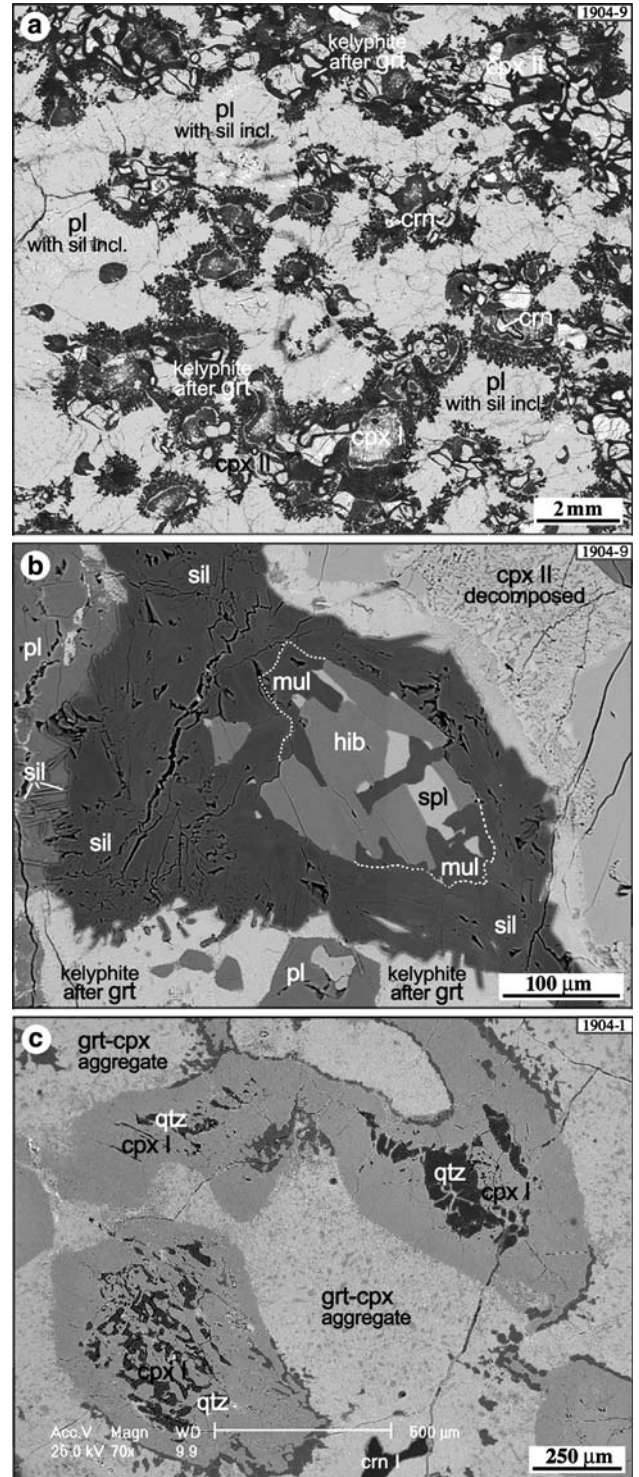 a
1904-9
kelyphite
after grt
cpx II
pl
with sil incl.
crn
pl
with sil incl.
crn
kelyphite
after grt
pl
with sil incl.
cpx I
cpx II
2 mm
b
1904-9
sil
cpx II
decomposed
pl
mul
hib
sil
spl
sil
mul
sil
pl
kelyphite
after grt
kelyphite
after grt
100 µm
c
1904-1
grt-cpx
aggregate
qtz
cpx I
qtz
cpx I
grt-cpx
aggregate
cpx I
qtz
Acc.V Magn WD
25.0 kV 70x 9.9
500 µm
crn I
250 µm